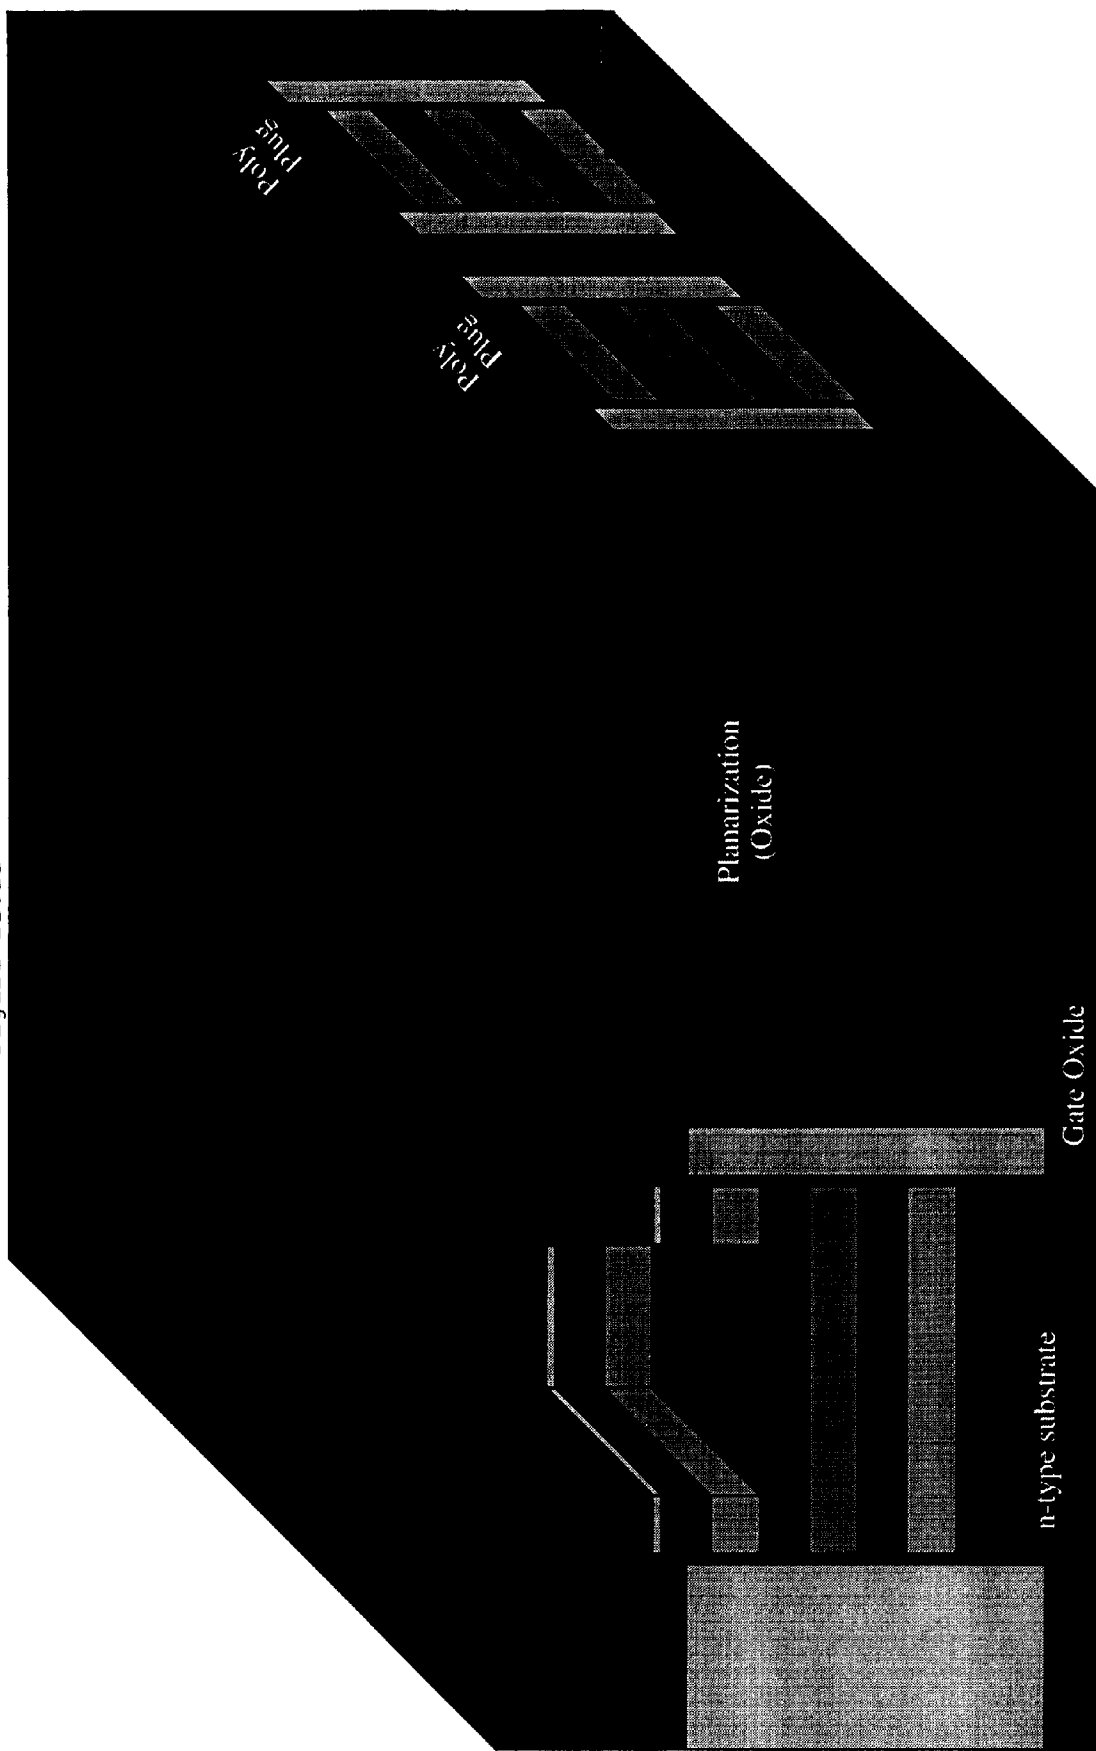 Poly
Plug
Poly
Plug
Planarization
(Oxide)
Gate Oxide
n-type substrate